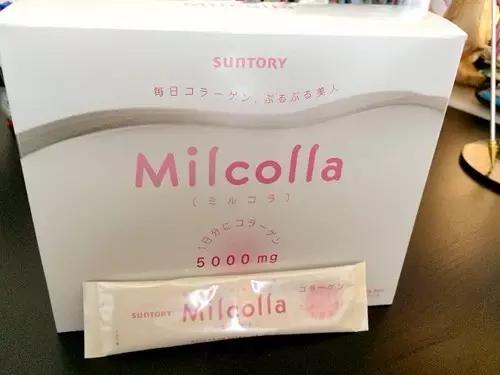 SUNTORY
毎日コラーゲン、ぷるぷる美人
Milcolla
(ミルコラ)
1日分にコラーゲン
5000mg
SUNTORY Milcolla コラーゲン